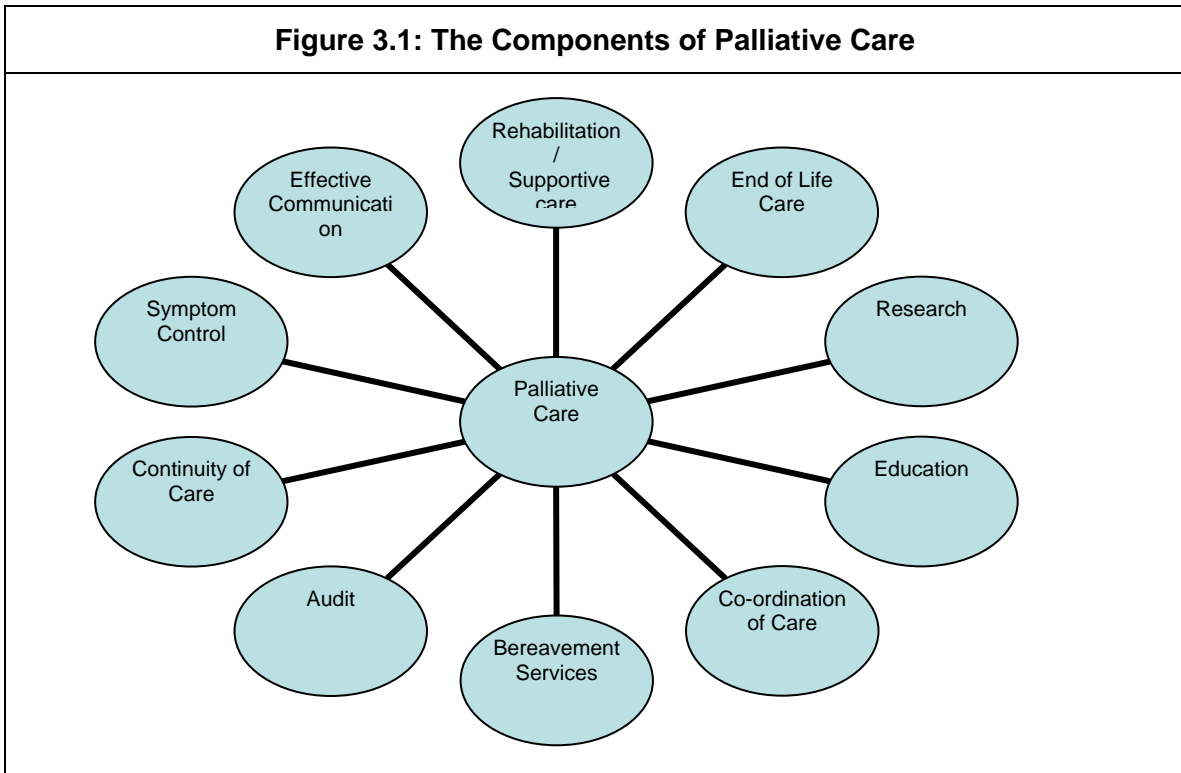 Figure 3.1: The Components of Palliative Care
Rehabilitation
/
Supportive
care
End of Life
Care
Effective
Communicati
on
Research
Symptom
Control
Palliative
Care
Education
Continuity of
Care
Co-ordination
of Care
Audit
Bereavement
Services